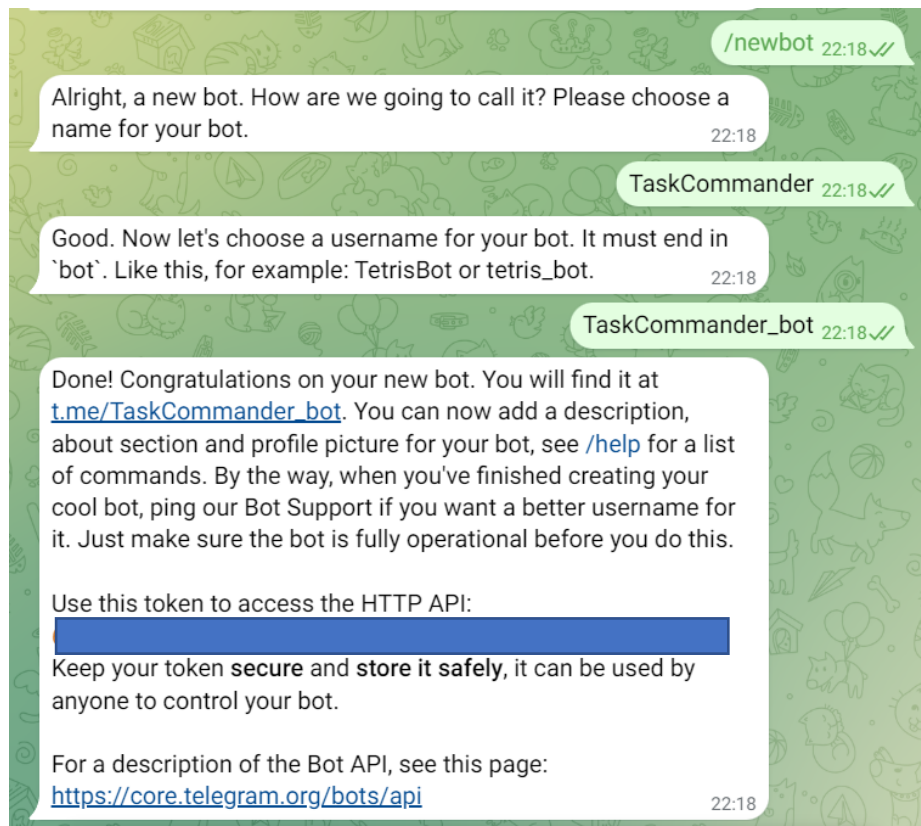 /newbot 22:18
Alright, a new bot. How are we going to call it? Please choose a
name for your bot.
22:18
TaskCommander 22:18
Good. Now let's choose a username for your bot. It must end in
`bot`. Like this, for example: TetrisBot or tetris_bot.
22:18
TaskCommander_bot 22:18
Done! Congratulations on your new bot. You will find it at
t.me/TaskCommander_bot. You can now add a description,
about section and profile picture for your bot, see /help for a list
of commands. By the way, when you've finished creating your
cool bot, ping our Bot Support if you want a better username for
it. Just make sure the bot is fully operational before you do this.
Use this token to access the HTTP API:
Keep your token secure and store it safely, it can be used by
anyone to control your bot.
For a description of the Bot API, see this page:
https://core.telegram.org/bots/api
22:18